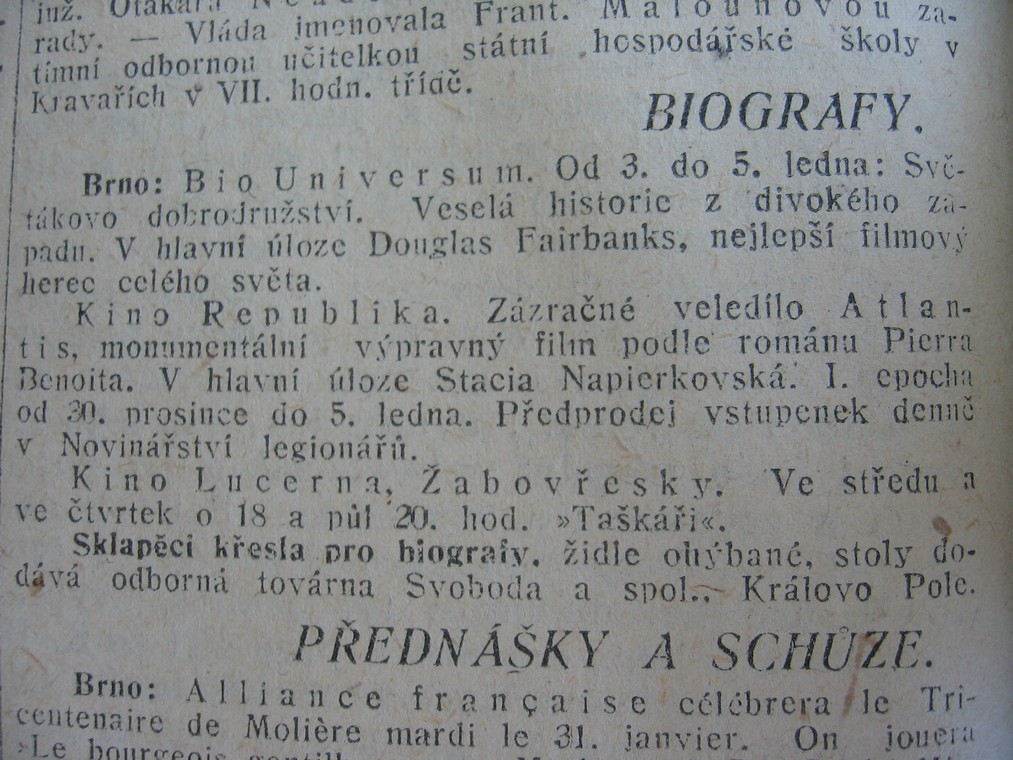 inž. Otakara
rady. — Vláda jmenovala Frant. Malounovou za-
tímní odbornou učitelkou státní hospodářské školy v
Kravařích v VII. hodn. třídě.
BIOGRAFY.
Brno: Bio Universum. Od 3. do 5. ledna: Svě-
tákovo dobrodružství. Veselá historie z divokého zá-
padu. V hlavní úloze Douglas Fairbanks, nejlepší filmový
herec celého světa.
Kino Republika. Zázračné veledílo Atlan-
tis, monumentální výpravný film podle románu Pierra
Benoita. V hlavní úloze Stacia Napierkovská. I. epocha
od 30. prosince do 5. ledna. Předprodej vstupenek denně
v Novinářství legionářů.
Kino Lucerna, Žabovřesky. Ve středu a
ve čtvrtek o 18 a půl 20. hod. »Taškáři«.
Sklapěcí křesla pro biografy, židle ohýbané, stoly do-
dává odborná továrna Svoboda a spol., Královo Pole.
PŘEDNÁŠKY A SCHŮZE.
Brno: Alliance française célébrera le Tri-
centenaire de Molière mardi le 31. janvier. On jouera
»Le bourgeois